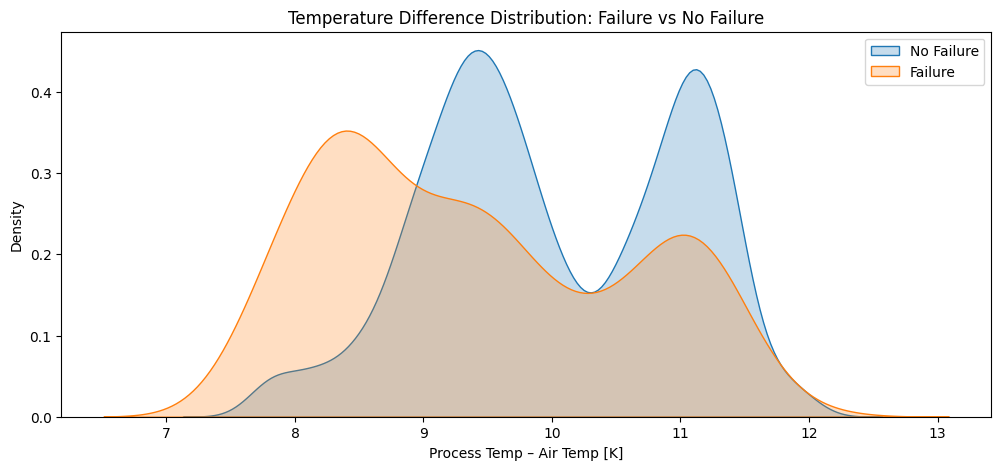 Temperature Difference Distribution: Failure vs No Failure
No Failure
Failure
Density
0.4
0.3
0.2
0.1
0.0
7 8 9 10 11 12 13
Process Temp – Air Temp [K]